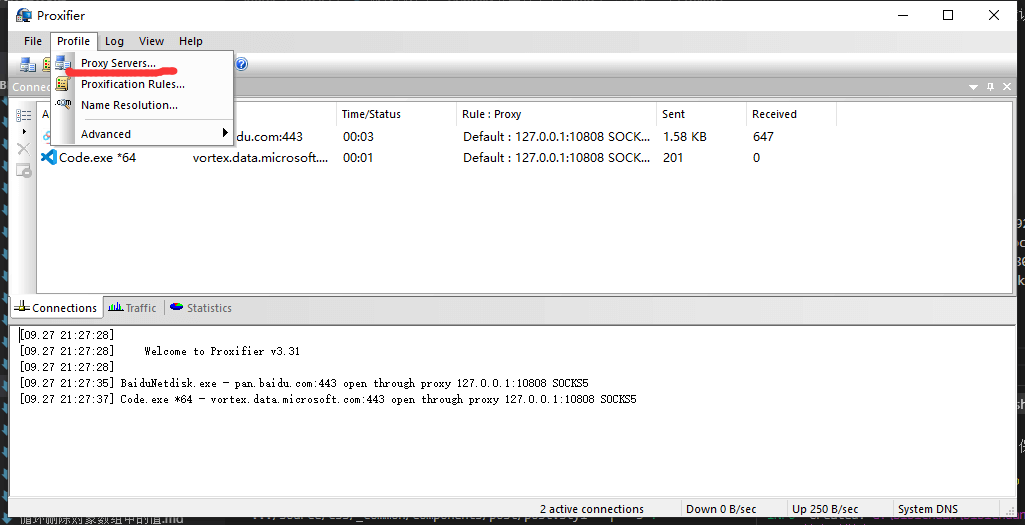 Proxifier
File Profile Log View Help
Proxy Servers...
Proxification Rules...
.com Name Resolution...
Advanced
Connec
A Time/Status Rule : Proxy Sent Received
du.com:443 00:03 Default : 127.0.0.1:10808 SOCK... 1.58 KB 647
Code.exe *64 vortex.data.microsoft.... 00:01 Default : 127.0.0.1:10808 SOCK... 201 0
Connections Traffic Statistics
[09.27 21:27:28]
[09.27 21:27:28] Welcome to Proxifier v3.31
[09.27 21:27:28]
[09.27 21:27:35] BaiduNetdisk.exe - pan.baidu.com:443 open through proxy 127.0.0.1:10808 SOCKS5
[09.27 21:27:37] Code.exe *64 - vortex.data.microsoft.com:443 open through proxy 127.0.0.1:10808 SOCKS5
2 active connections Down 0 B/sec Up 250 B/sec System DNS